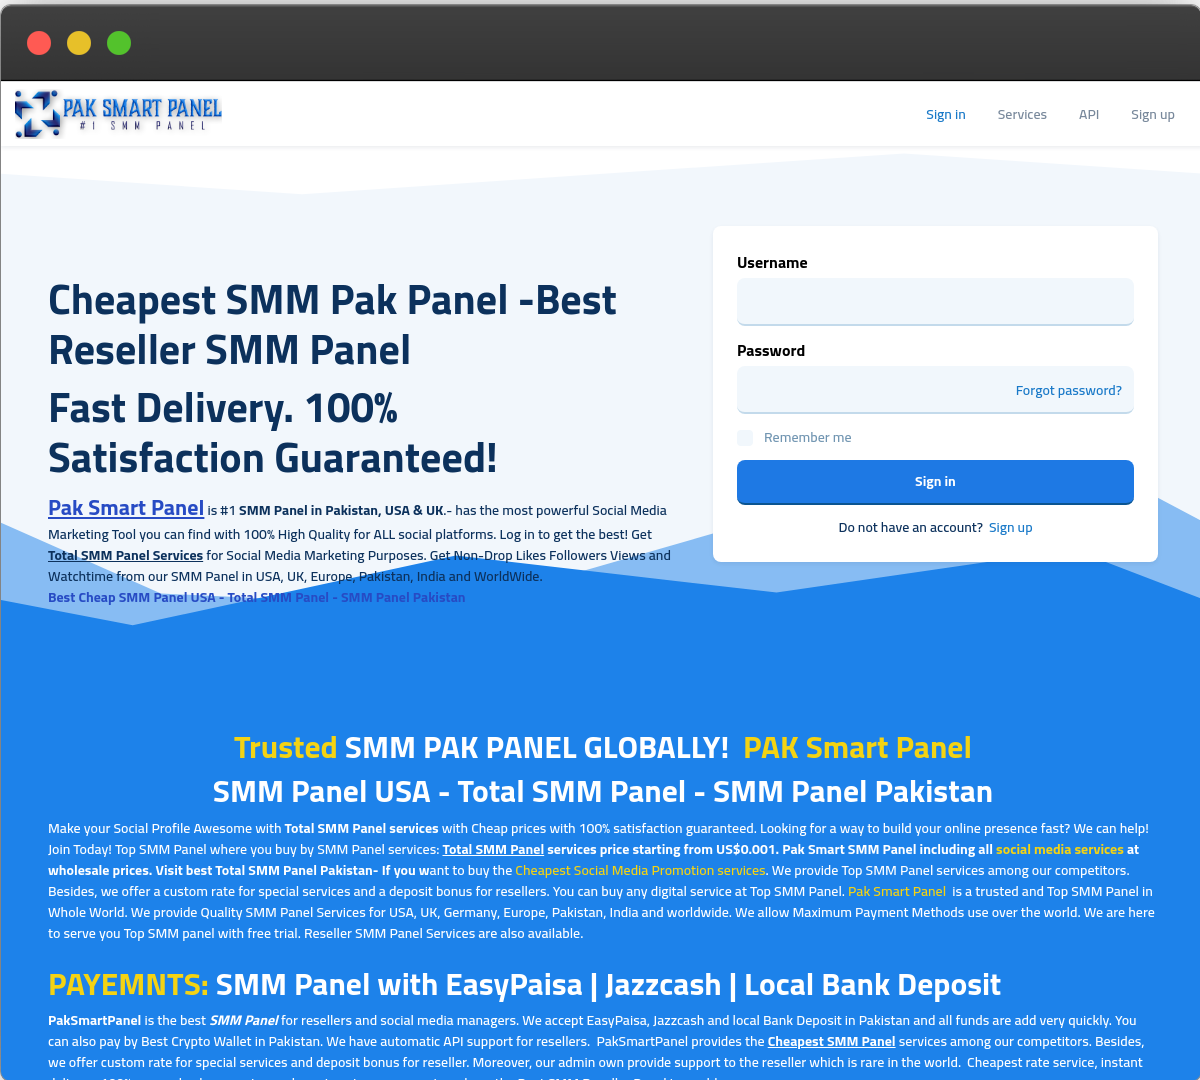 PAK SMART PANEL
#1 SMM PANEL
Sign in
Services
API
Sign up
Cheapest SMM Pak Panel -Best
Reseller SMM Panel
Fast Delivery. 100%
Satisfaction Guaranteed!
Pak Smart Panel is #1 SMM Panel in Pakistan, USA & UK.- has the most powerful Social Media
Marketing Tool you can find with 100% High Quality for ALL social platforms. Log in to get the best! Get
Total SMM Panel Services for Social Media Marketing Purposes. Get Non-Drop Likes Followers Views and
Watchtime from our SMM Panel in USA, UK, Europe, Pakistan, India and WorldWide.
Best Cheap SMM Panel USA - Total SMM Panel - SMM Panel Pakistan
Username
Password
Forgot password?
Remember me
Sign in
Do not have an account? Sign up
Trusted SMM PAK PANEL GLOBALLY! PAK Smart Panel
SMM Panel USA - Total SMM Panel - SMM Panel Pakistan
Make your Social Profile Awesome with Total SMM Panel services with Cheap prices with 100% satisfaction guaranteed. Looking for a way to build your online presence fast? We can help!
Join Today! Top SMM Panel where you buy by SMM Panel services: Total SMM Panel services price starting from US$0.001. Pak Smart SMM Panel including all social media services at
wholesale prices. Visit best Total SMM Panel Pakistan- If you want to buy the Cheapest Social Media Promotion services. We provide Top SMM Panel services among our competitors.
Besides, we offer a custom rate for special services and a deposit bonus for resellers. You can buy any digital service at Top SMM Panel. Pak Smart Panel is a trusted and Top SMM Panel in
Whole World. We provide Quality SMM Panel Services for USA, UK, Germany, Europe, Pakistan, India and worldwide. We allow Maximum Payment Methods use over the world. We are here
to serve you Top SMM panel with free trial. Reseller SMM Panel Services are also available.
PAYEMNTS: SMM Panel with EasyPaisa | Jazzcash | Local Bank Deposit
PakSmartPanel is the best SMM Panel for resellers and social media managers. We accept EasyPaisa, Jazzcash and local Bank Deposit in Pakistan and all funds are add very quickly. You
can also pay by Best Crypto Wallet in Pakistan. We have automatic API support for resellers. PakSmartPanel provides the Cheapest SMM Panel services among our competitors. Besides,
we offer custom rate for special services and deposit bonus for reseller. Moreover, our admin own provide support to the reseller which is rare in the world. Cheapest rate service, instant